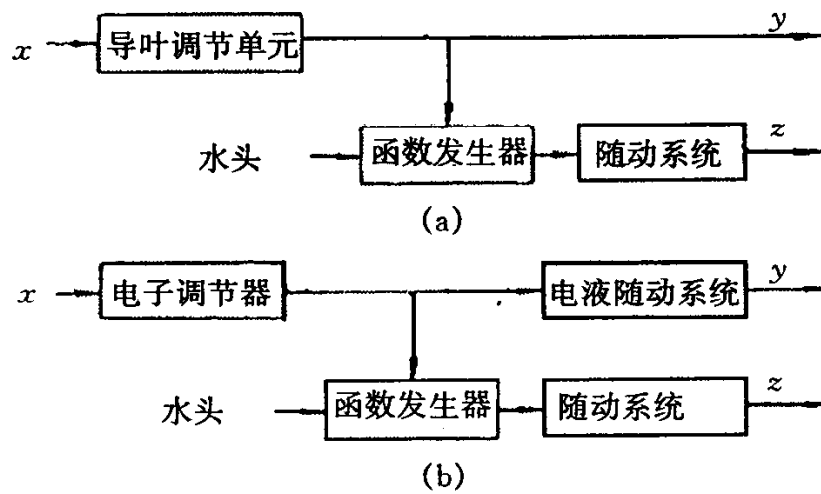 x 导叶调节单元 y
水头 函数发生器 随动系统 z
(a)
x 电子调节器 电液随动系统 y
水头 函数发生器 随动系统 z
(b)